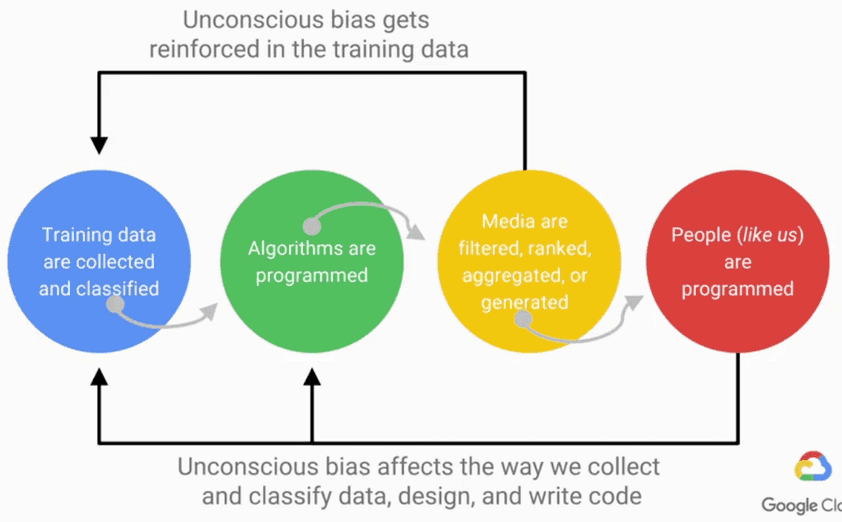 Unconscious bias gets
reinforced in the training data
Training data
are collected
and classified
Algorithms are
programmed
Media are
filtered, ranked,
aggregated, or
generated
People (like us)
are
programmed
Unconscious bias affects the way we collect
and classify data, design, and write code
Google Clo